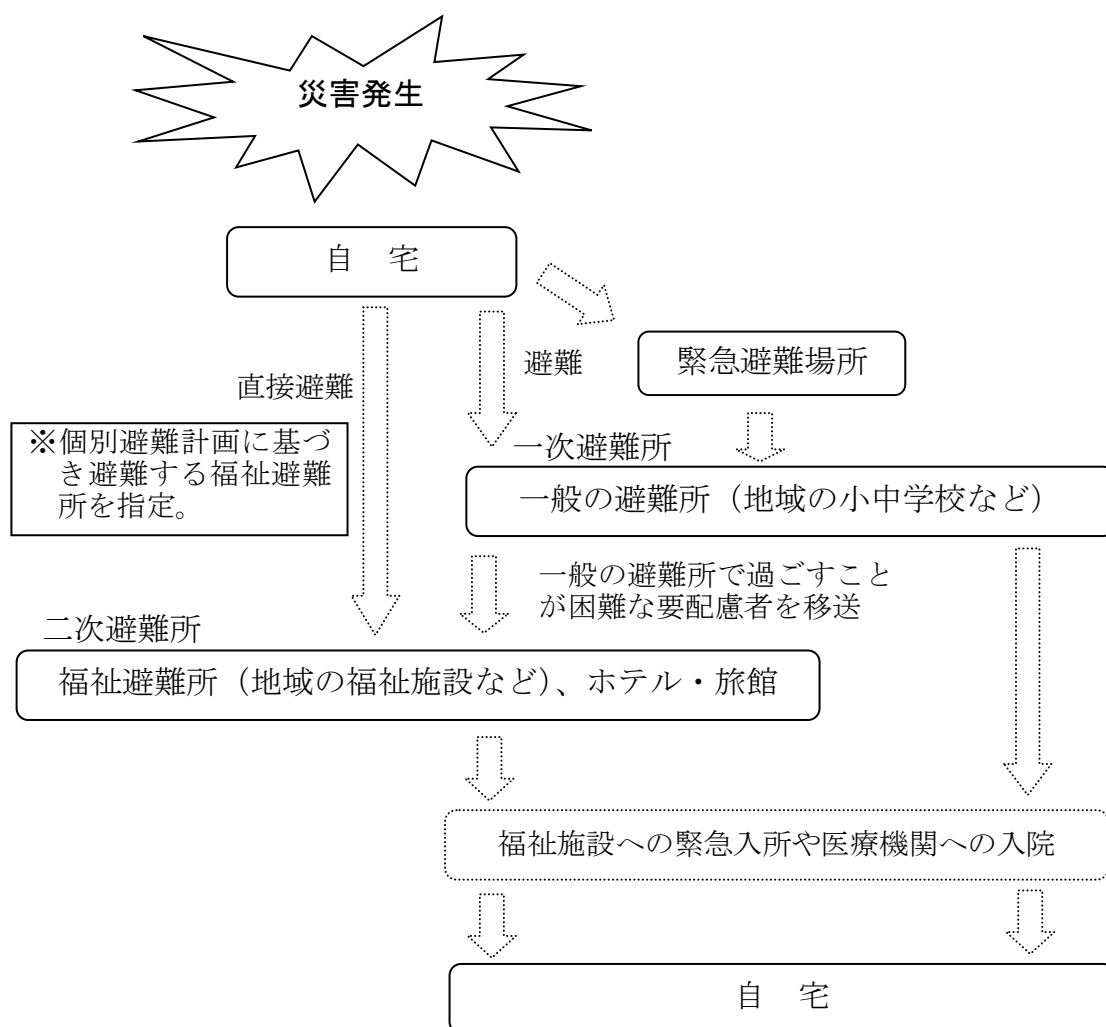 災害発生
自　宅
避難
緊急避難場所
直接避難
※個別避難計画に基づ
き避難する福祉避難
所を指定。
一次避難所
一般の避難所（地域の小中学校など）
一般の避難所で過ごすこと
が困難な要配慮者を移送
二次避難所
福祉避難所（地域の福祉施設など）、ホテル・旅館
福祉施設への緊急入所や医療機関への入院
自　宅